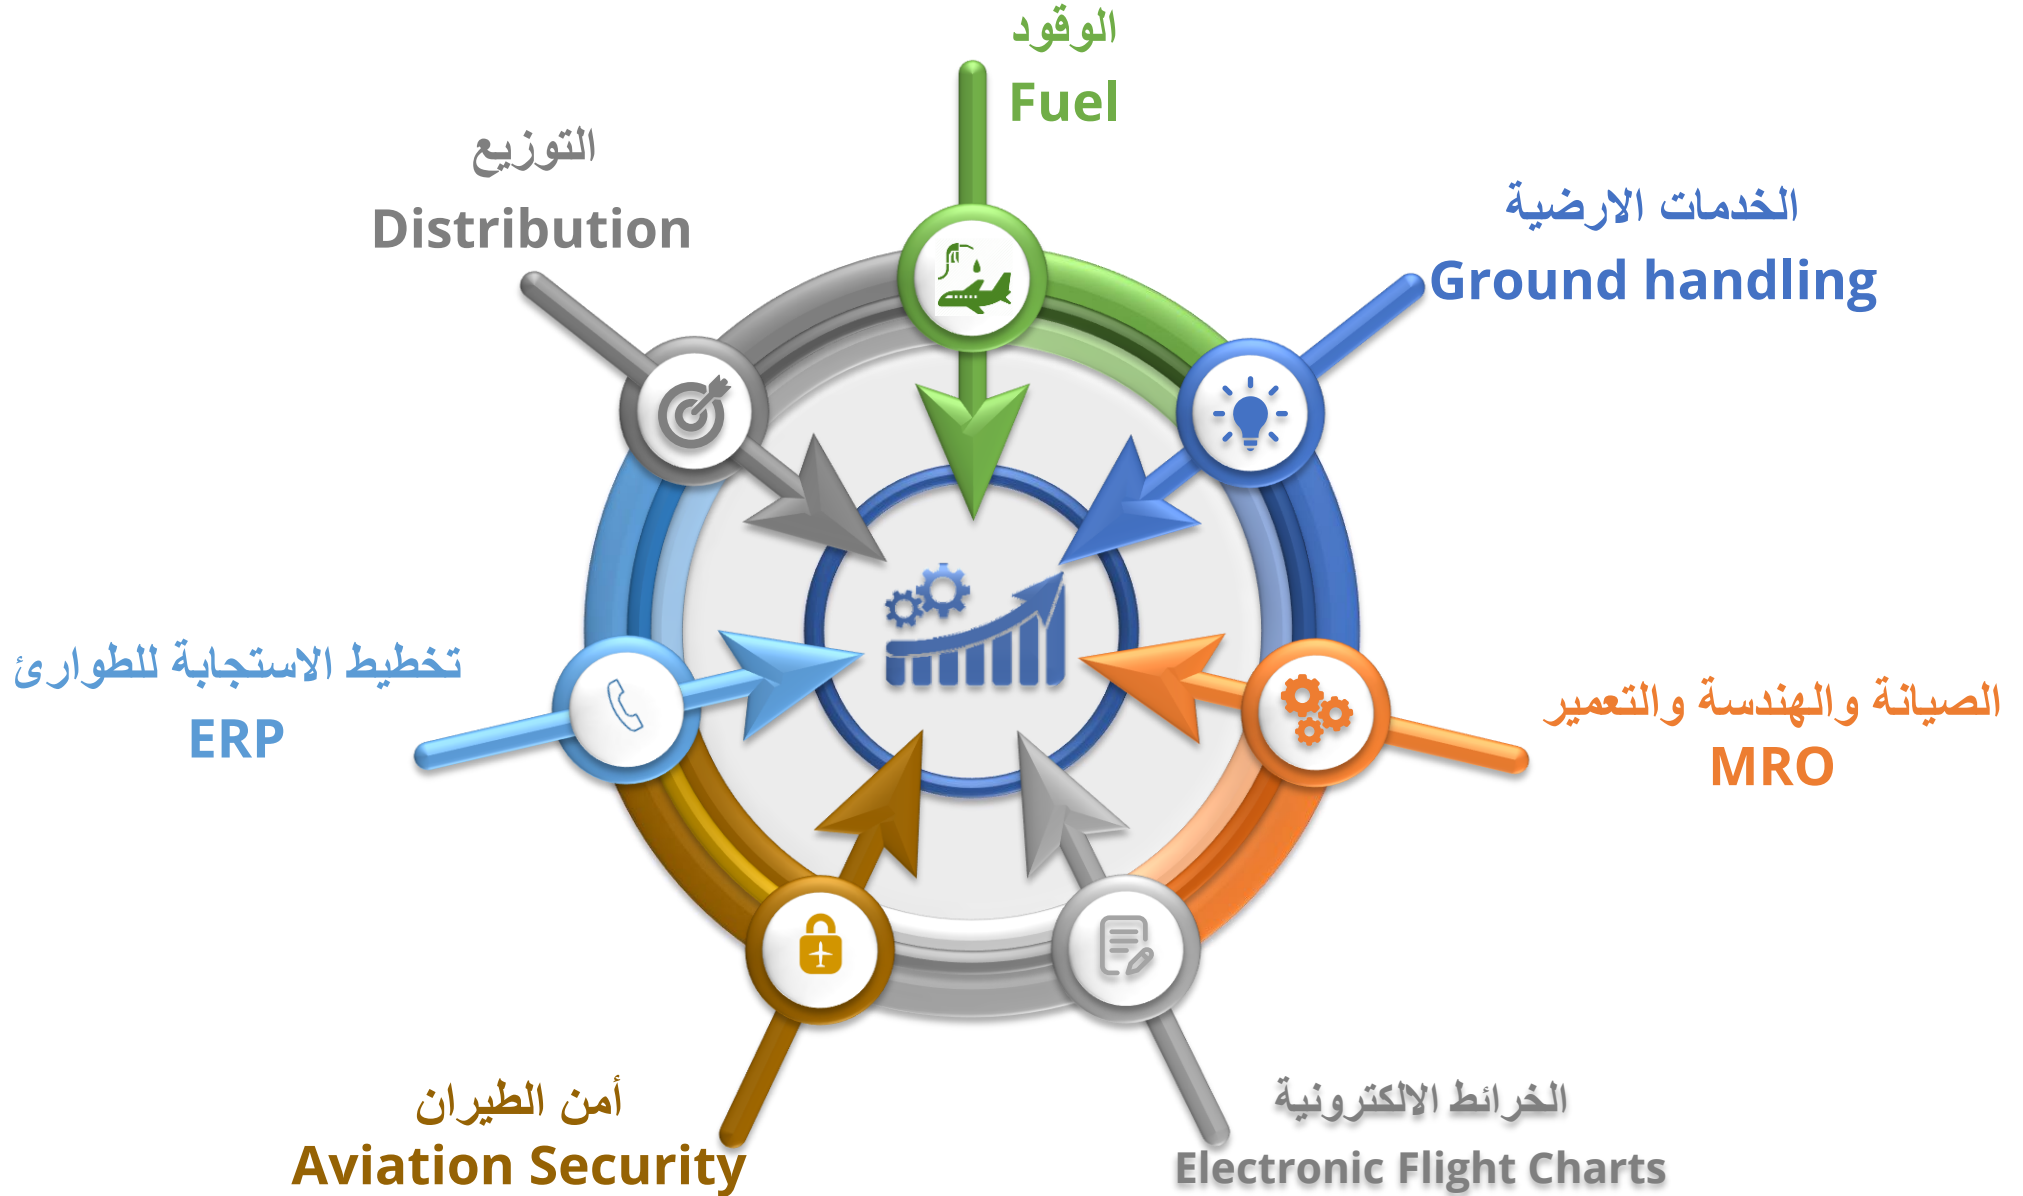 الوقود
Fuel
التوزيع
Distribution
الخدمات الارضية
Ground handling
تخطيط الاستجابة للطوارئ
ERP
الصيانة والهندسة والتعمير
MRO
أمن الطيران
Aviation Security
الخرائط الالكترونية
Electronic Flight Charts